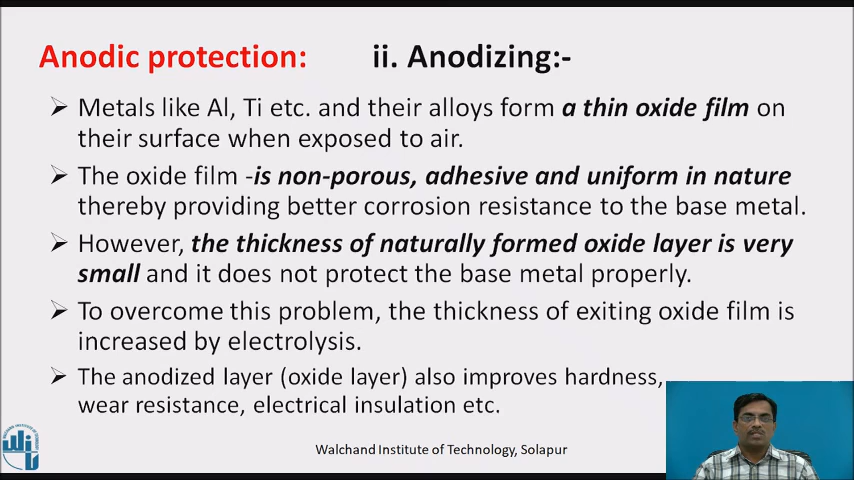 Anodic protection: ii. Anodizing:-
➢ Metals like Al, Ti etc. and their alloys form a thin oxide film on
their surface when exposed to air.
➢ The oxide film -is non-porous, adhesive and uniform in nature
thereby providing better corrosion resistance to the base metal.
➢ However, the thickness of naturally formed oxide layer is very
small and it does not protect the base metal properly.
➢ To overcome this problem, the thickness of exiting oxide film is
increased by electrolysis.
➢ The anodized layer (oxide layer) also improves hardness,
wear resistance, electrical insulation etc.
Walchand Institute of Technology, Solapur